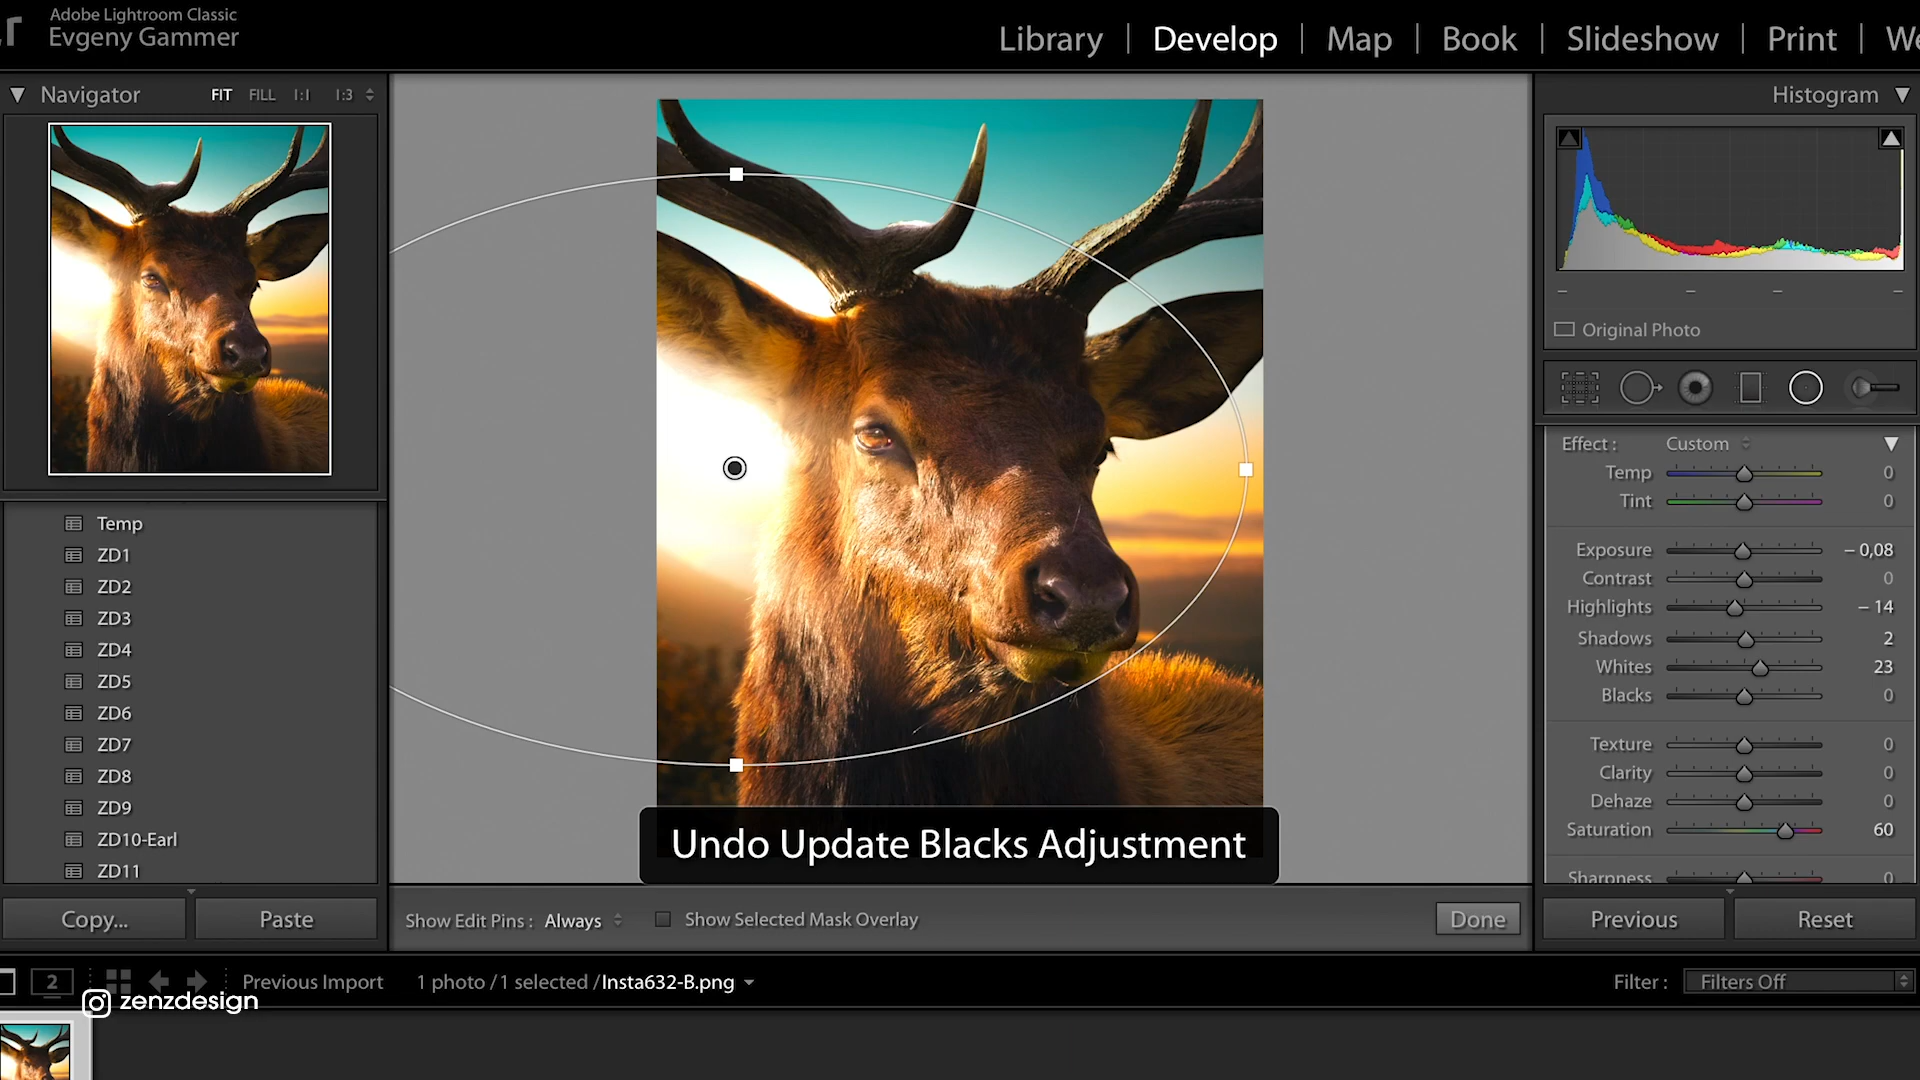 Adobe Lightroom Classic
Evgeny Gammer
Library | Develop | Map | Book | Slideshow | Print |
Navigator FIT FILL 1:1 1:3
Histogram
Original Photo
Effect : Custom
Temp 0
Tint 0
Exposure – 0,08
Contrast 0
Highlights – 14
Shadows 2
Whites 23
Blacks 0
Texture 0
Clarity 0
Dehaze 0
Saturation 60
Sharpness 0
Temp
ZD1
ZD2
ZD3
ZD4
ZD5
ZD6
ZD7
ZD8
ZD9
ZD10-Earl
ZD11
Undo Update Blacks Adjustment
Copy... Paste
Show Edit Pins : Always Show Selected Mask Overlay Done
Previous Reset
2 Previous Import 1 photo / 1 selected / Insta632-B.png
Filter : Filters Off
zenzdesign